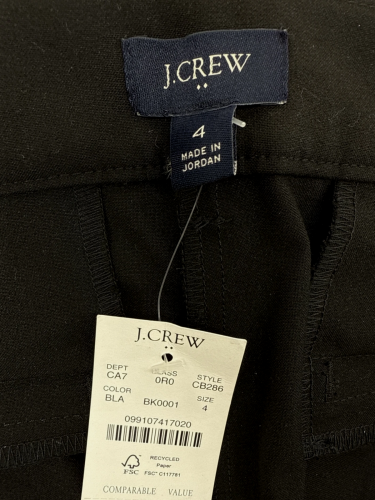 J.CREW
4
MADE IN
JORDAN
J.CREW
DEPT CLASS STYLE
CA7 0R0 CB286
COLOR SIZE
BLA BK0001 4
099107417020
RECYCLED
Paper
FSC
FSC® C117781
COMPARABLE VALUE